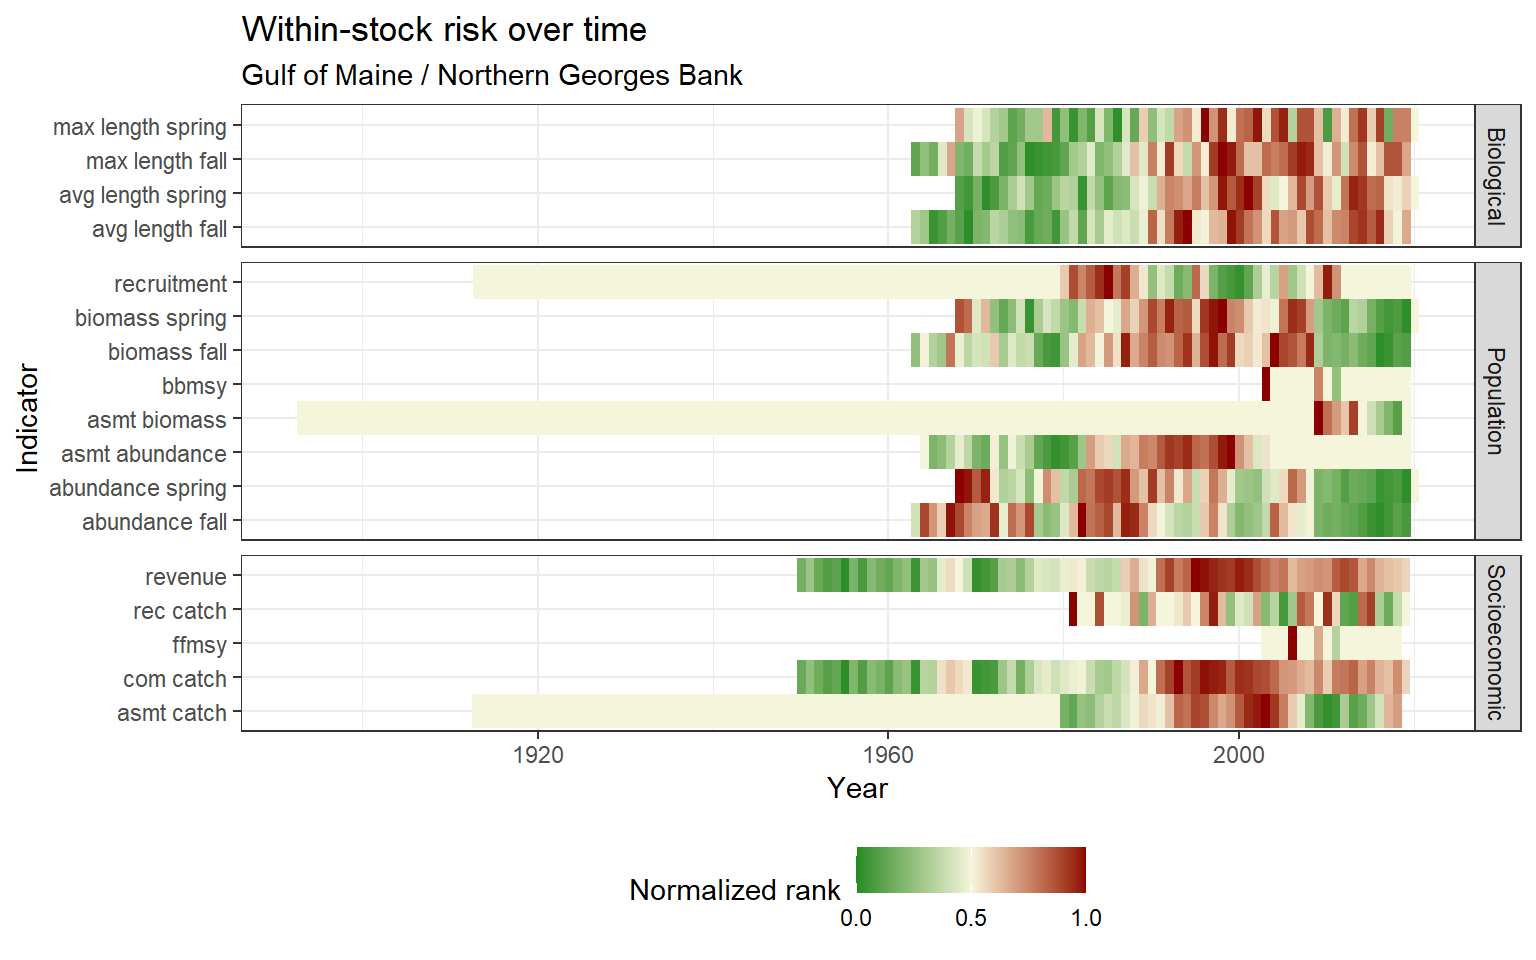 Within-stock risk over time
Gulf of Maine / Northern Georges Bank
max length spring
max length fall
avg length spring
avg length fall
Biological
recruitment
biomass spring
biomass fall
bbmsy
asmt biomass
asmt abundance
abundance spring
abundance fall
Population
revenue
rec catch
ffmsy
com catch
asmt catch
Socioeconomic
Indicator
1920 1960 2000
Year
Normalized rank
0.0 0.5 1.0